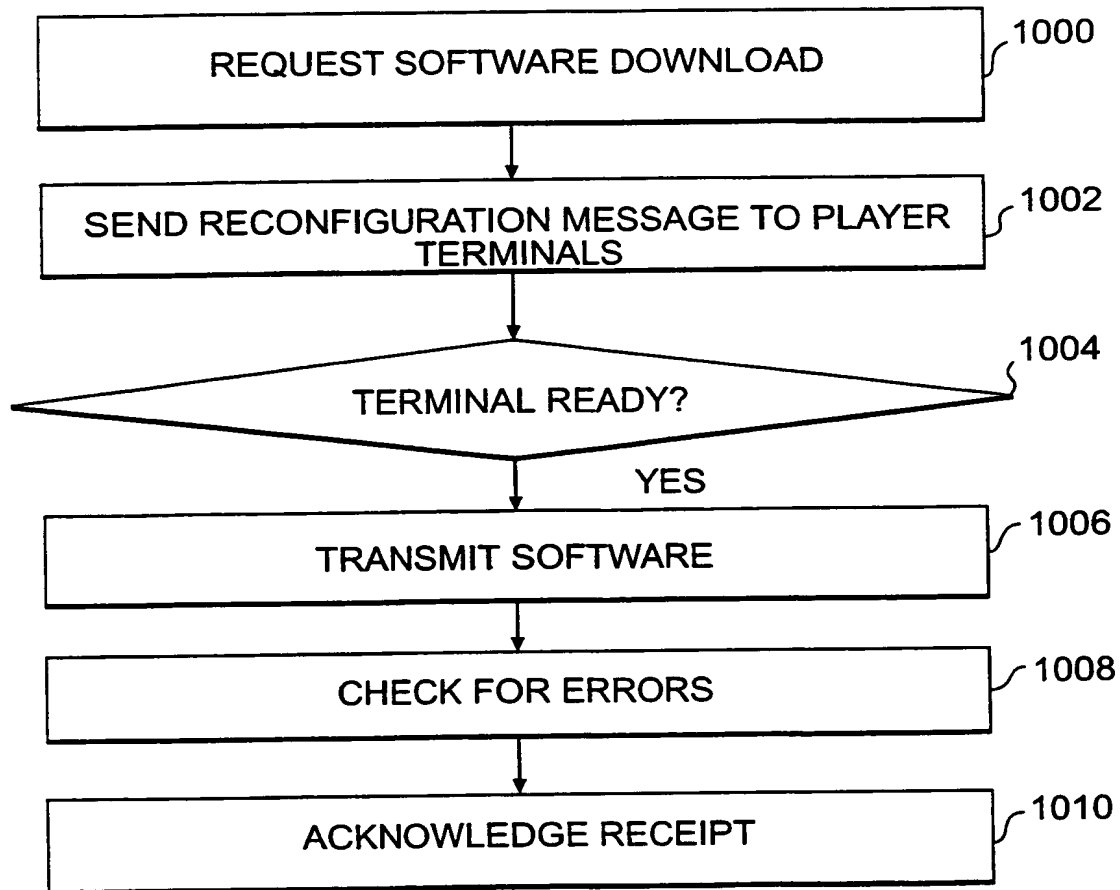 REQUEST SOFTWARE DOWNLOAD
1000
SEND RECONFIGURATION MESSAGE TO PLAYER
TERMINALS
1002
TERMINAL READY?
1004
YES
TRANSMIT SOFTWARE
1006
CHECK FOR ERRORS
1008
ACKNOWLEDGE RECEIPT
1010